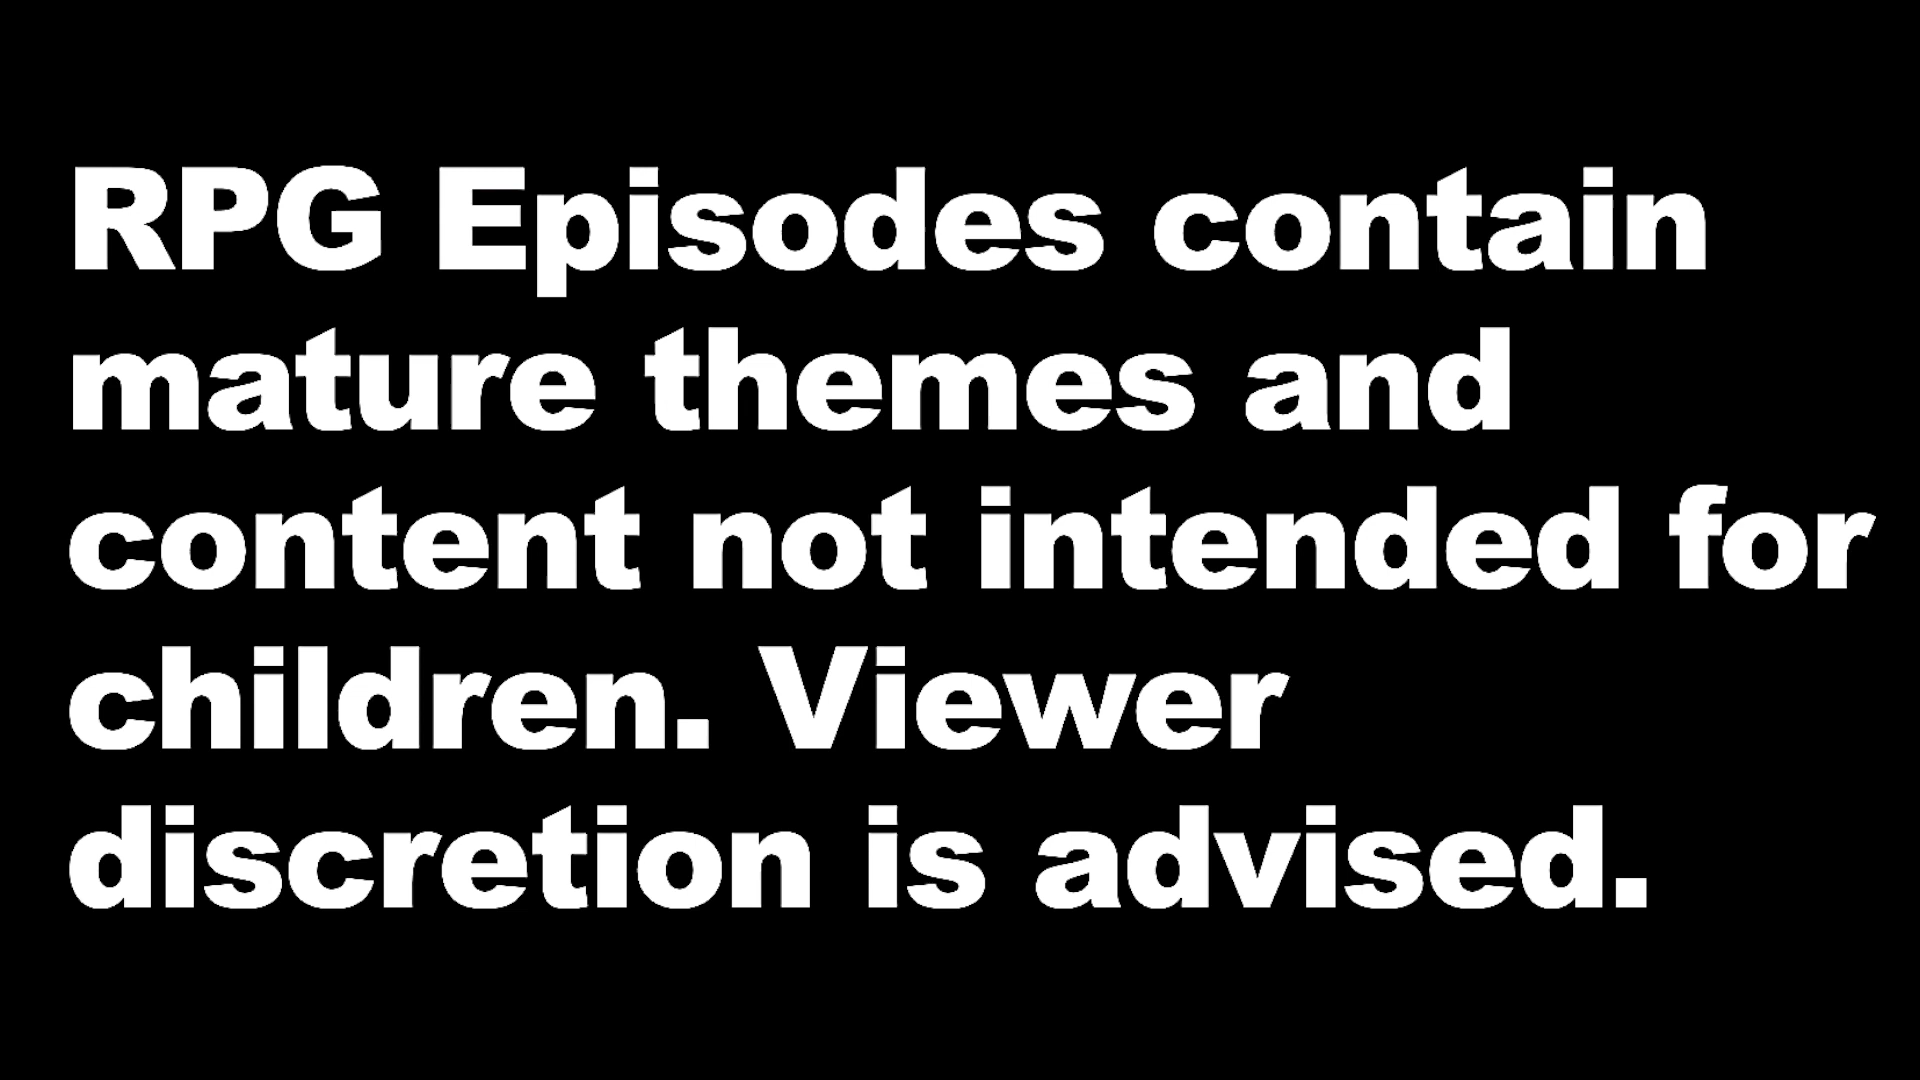 RPG Episodes contain
mature themes and
content not intended for
children. Viewer
discretion is advised.